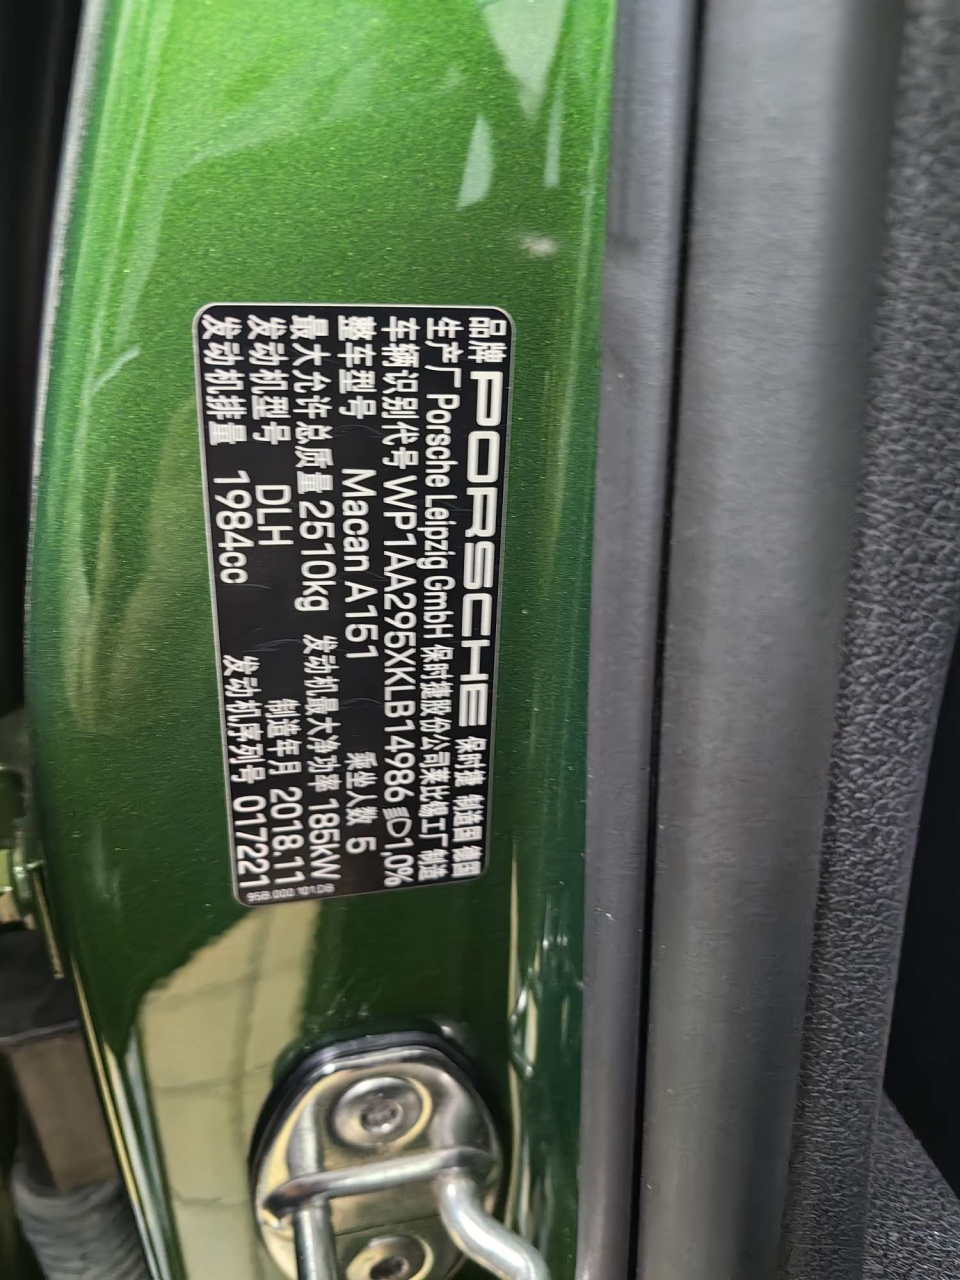 品牌 PORSCHE 保时捷 制造国 德国
生产厂 Porsche Leipzig GmbH 保时捷股份公司莱比锡工厂 制造
车辆识别代号 WP1AA295XKLB14986 1,0%
整车型号 Macan A151 乘坐人数 5
最大允许总质量 2510kg 发动机最大净功率 185kW
发动机型号 DLH 制造年月 2018.11
发动机排量 1984cc 发动机序列号 017221
95B 000 101.DB